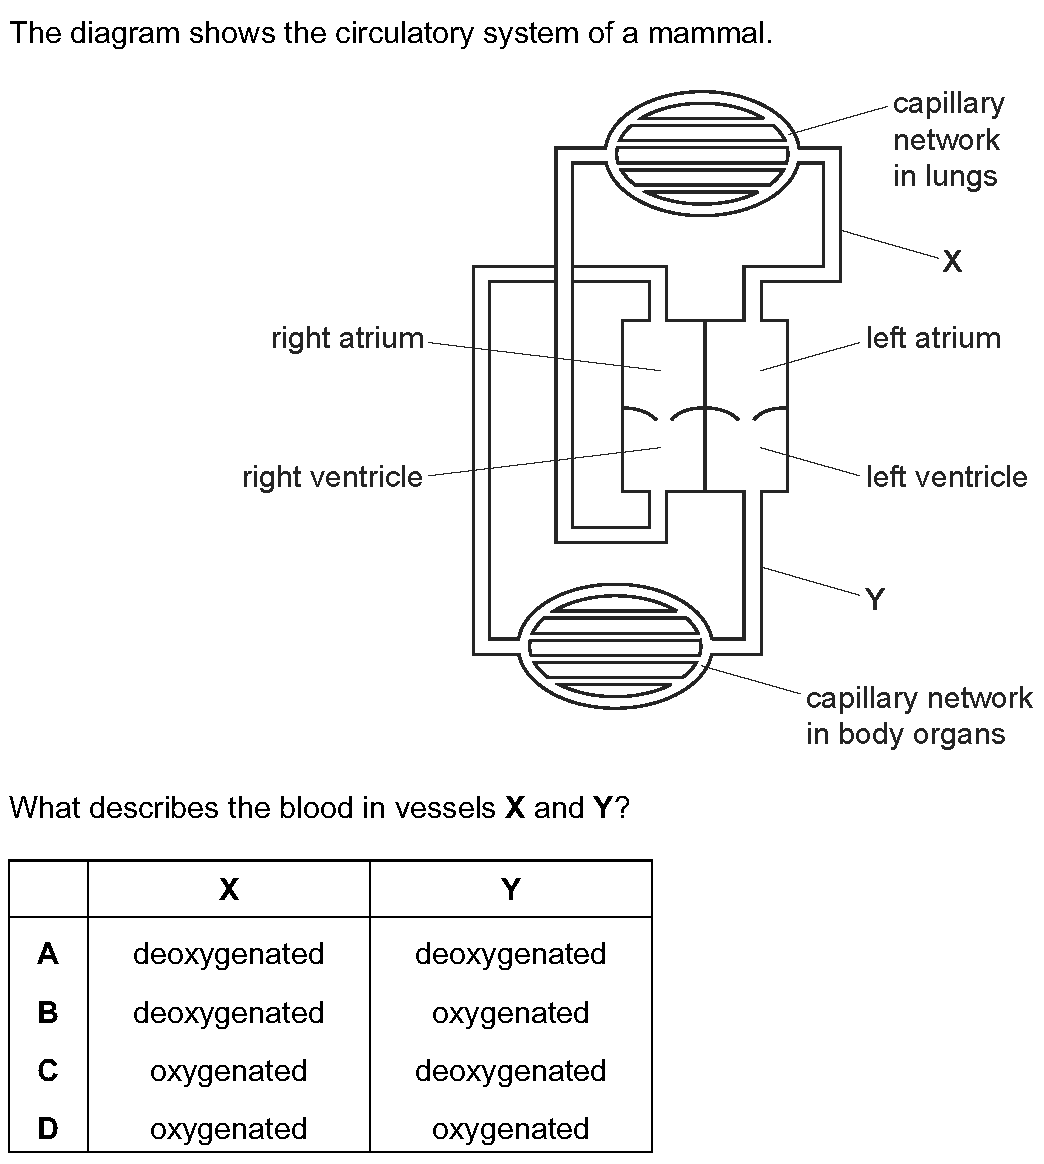 The diagram shows the circulatory system of a mammal.
capillary
network
in lungs
X
right atrium
left atrium
right ventricle
left ventricle
Y
capillary network
in body organs
What describes the blood in vessels X and Y?
X Y
A deoxygenated deoxygenated
B deoxygenated oxygenated
C oxygenated deoxygenated
D oxygenated oxygenated